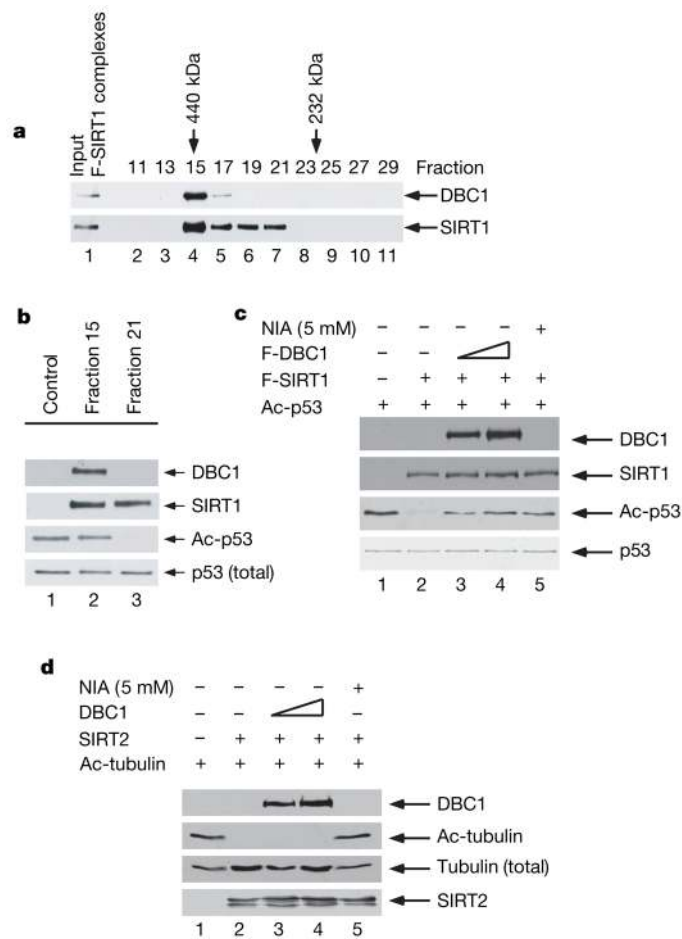 a
Input
F-SIRT1 complexes
440 kDa
232 kDa
11 13 15 17 19 21 23 25 27 29 Fraction
DBC1
SIRT1
1 2 3 4 5 6 7 8 9 10 11
b
Control
Fraction 15
Fraction 21
DBC1
SIRT1
Ac-p53
p53 (total)
1 2 3
c
NIA (5 mM) – – – – +
F-DBC1 – – –
F-SIRT1 – + + + +
Ac-p53 + + + + +
DBC1
SIRT1
Ac-p53
p53
1 2 3 4 5
d
NIA (5 mM) – – – – +
DBC1 – – –
SIRT2 – + + + +
Ac-tubulin + + + + +
DBC1
Ac-tubulin
Tubulin (total)
SIRT2
1 2 3 4 5